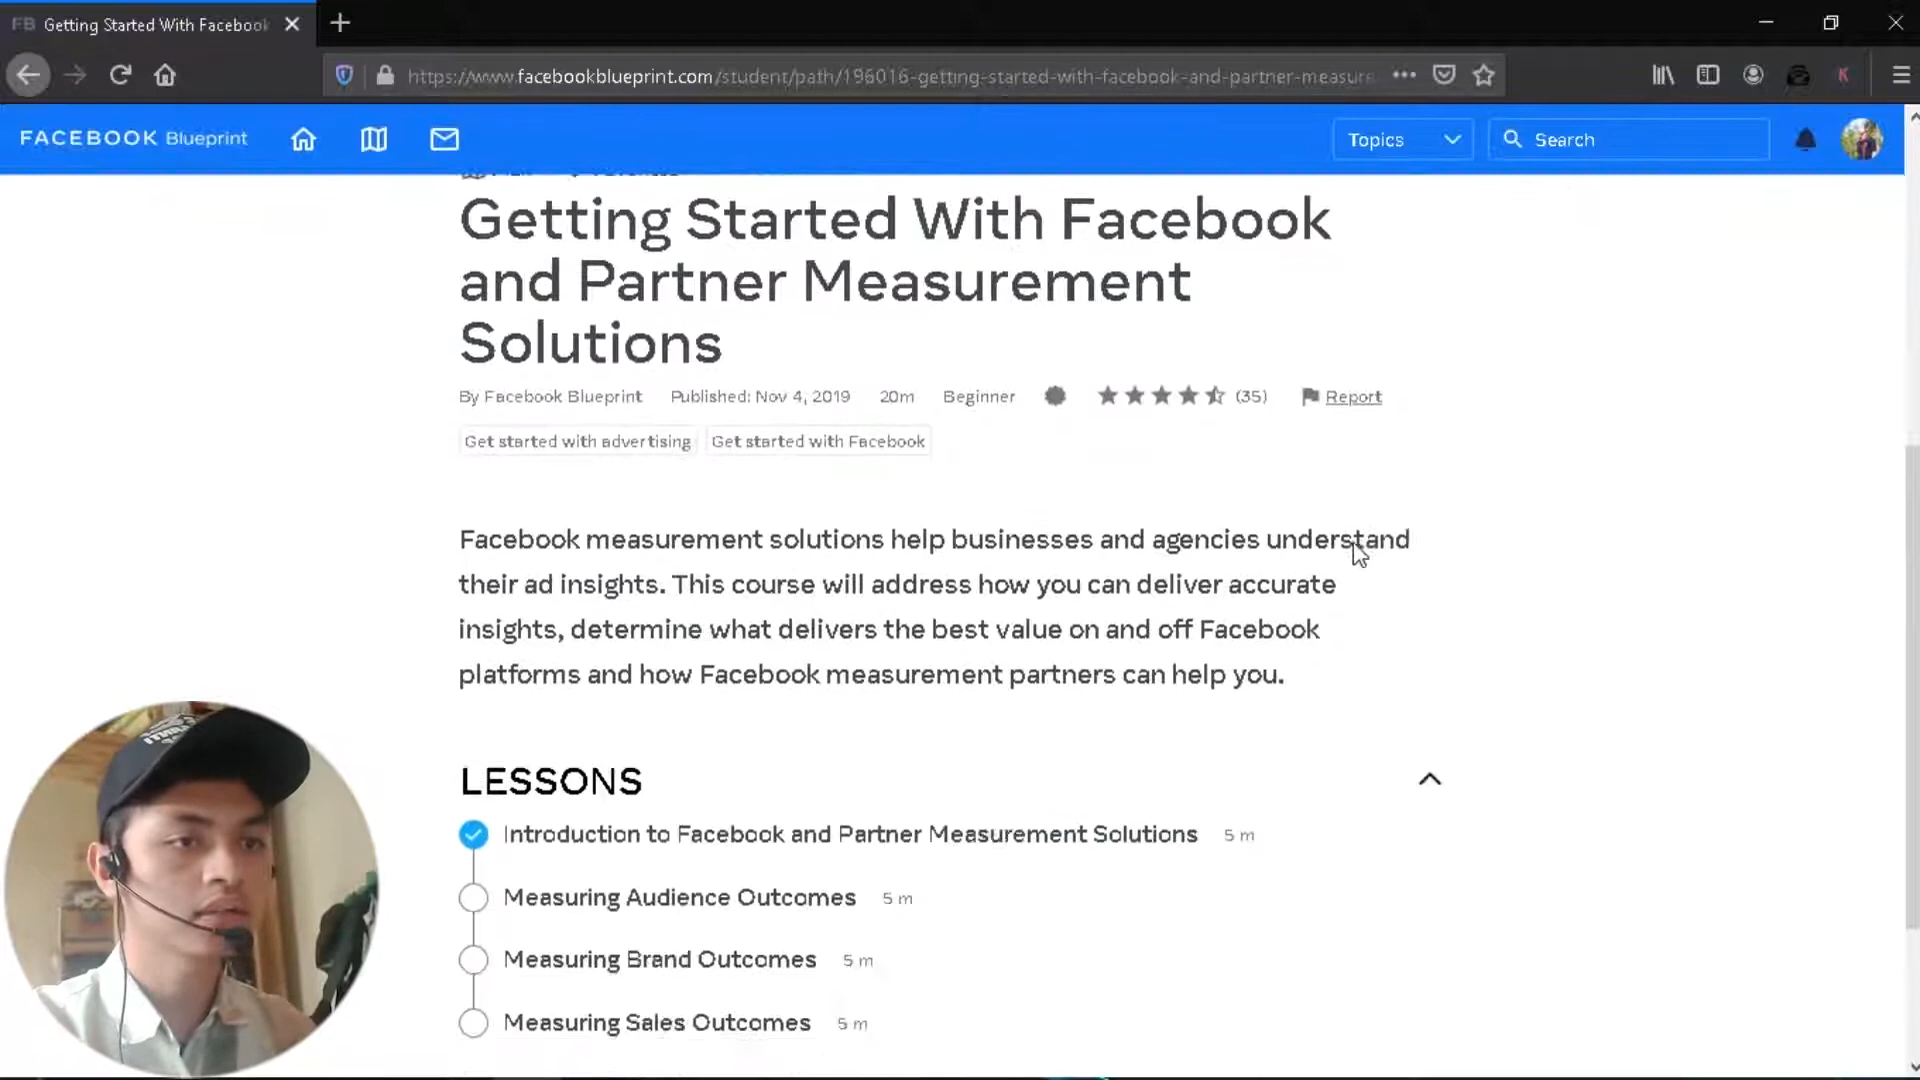 FB Getting Started With Facebook
https://www.facebookblueprint.com/student/path/196016-getting-started-with-facebook-and-partner-measure
K
FACEBOOK Blueprint
Topics
Search
Getting Started With Facebook
and Partner Measurement
Solutions
By Facebook Blueprint Published: Nov 4, 2019 20m Beginner (35) Report
Get started with advertising Get started with Facebook
Facebook measurement solutions help businesses and agencies understand
their ad insights. This course will address how you can deliver accurate
insights, determine what delivers the best value on and off Facebook
platforms and how Facebook measurement partners can help you.
LESSONS
Introduction to Facebook and Partner Measurement Solutions 5 m
Measuring Audience Outcomes 5 m
Measuring Brand Outcomes 5 m
Measuring Sales Outcomes 5 m